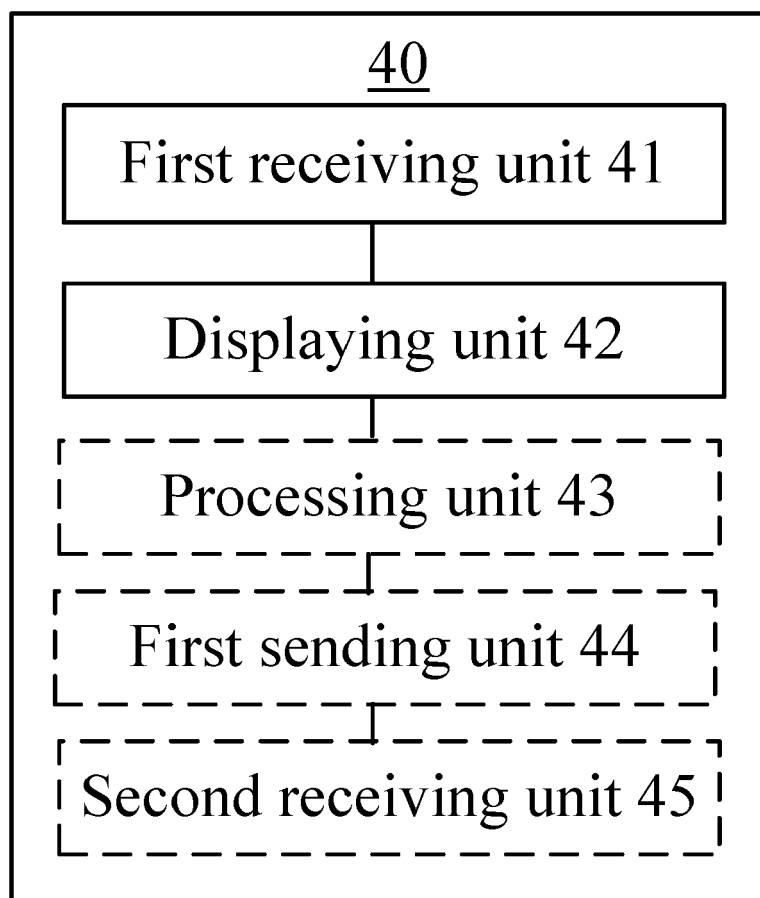 40
First receiving unit 41
Displaying unit 42
Processing unit 43
First sending unit 44
Second receiving unit 45